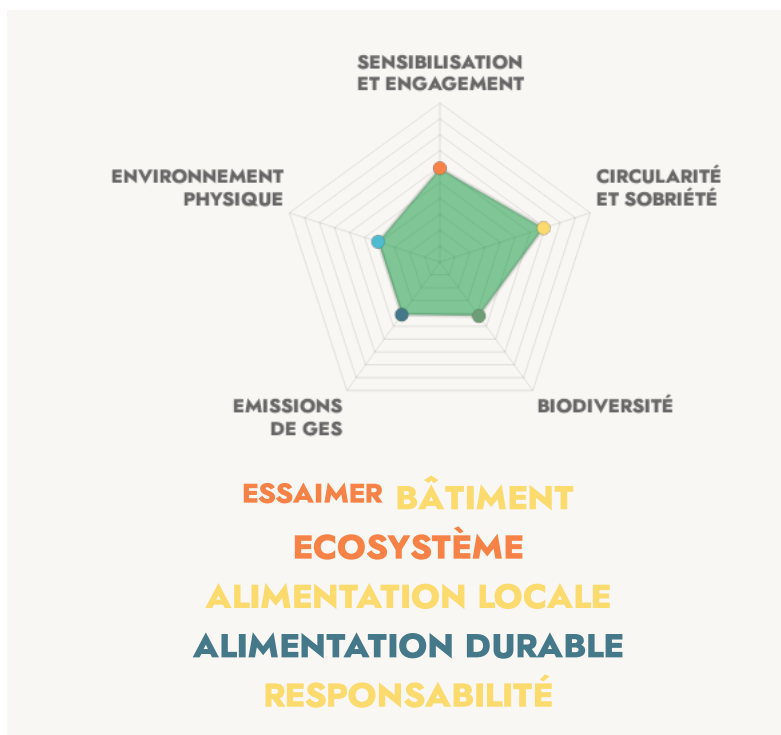 SENSIBILISATION
ET ENGAGEMENT
ENVIRONNEMENT
PHYSIQUE
CIRCULARITÉ
ET SOBRIÉTÉ
EMISSIONS
DE GES
BIODIVERSITÉ
ESSAIMER BÂTIMENT
ECOSYSTÈME
ALIMENTATION LOCALE
ALIMENTATION DURABLE
RESPONSABILITÉ